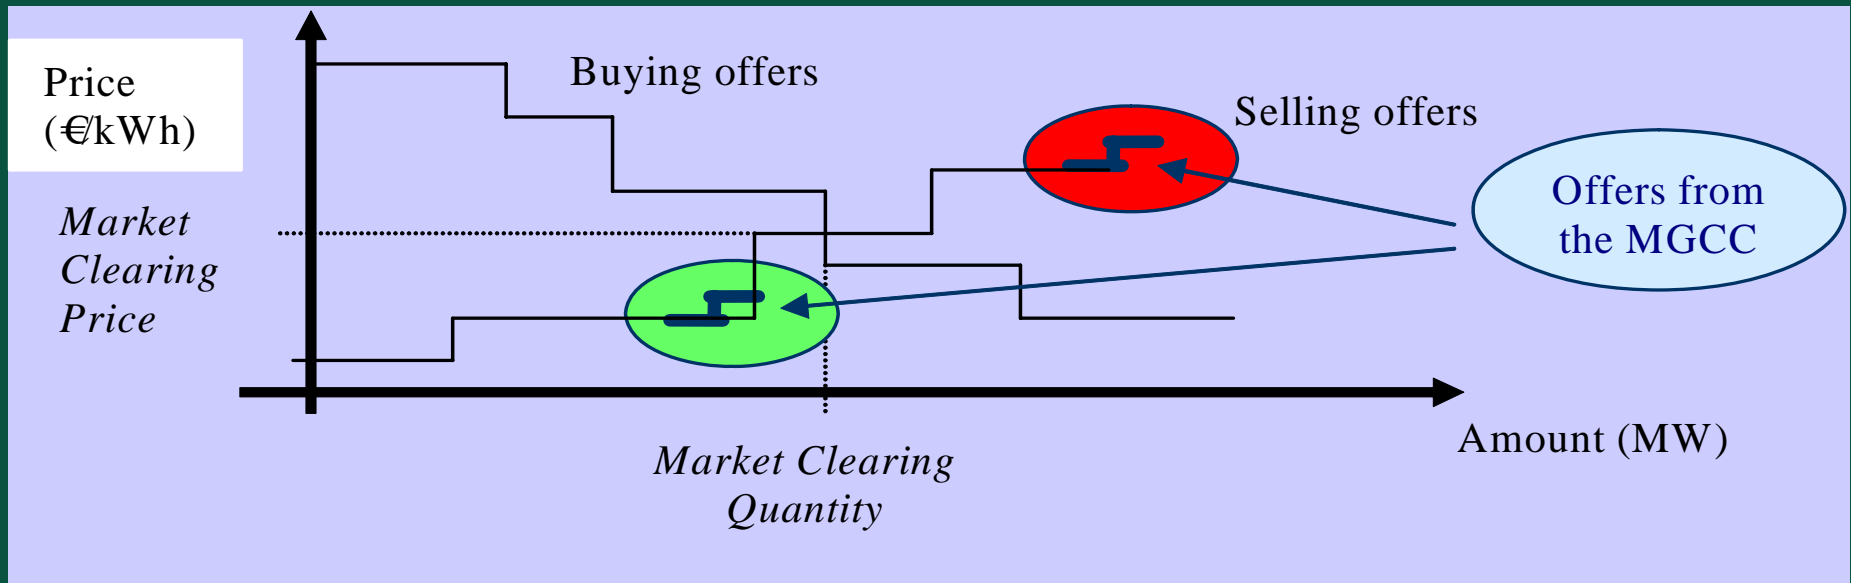 Price
(€/kWh)
Buying offers
Selling offers
Offers from
the MGCC
Market
Clearing
Price
Amount (MW)
Market Clearing
Quantity